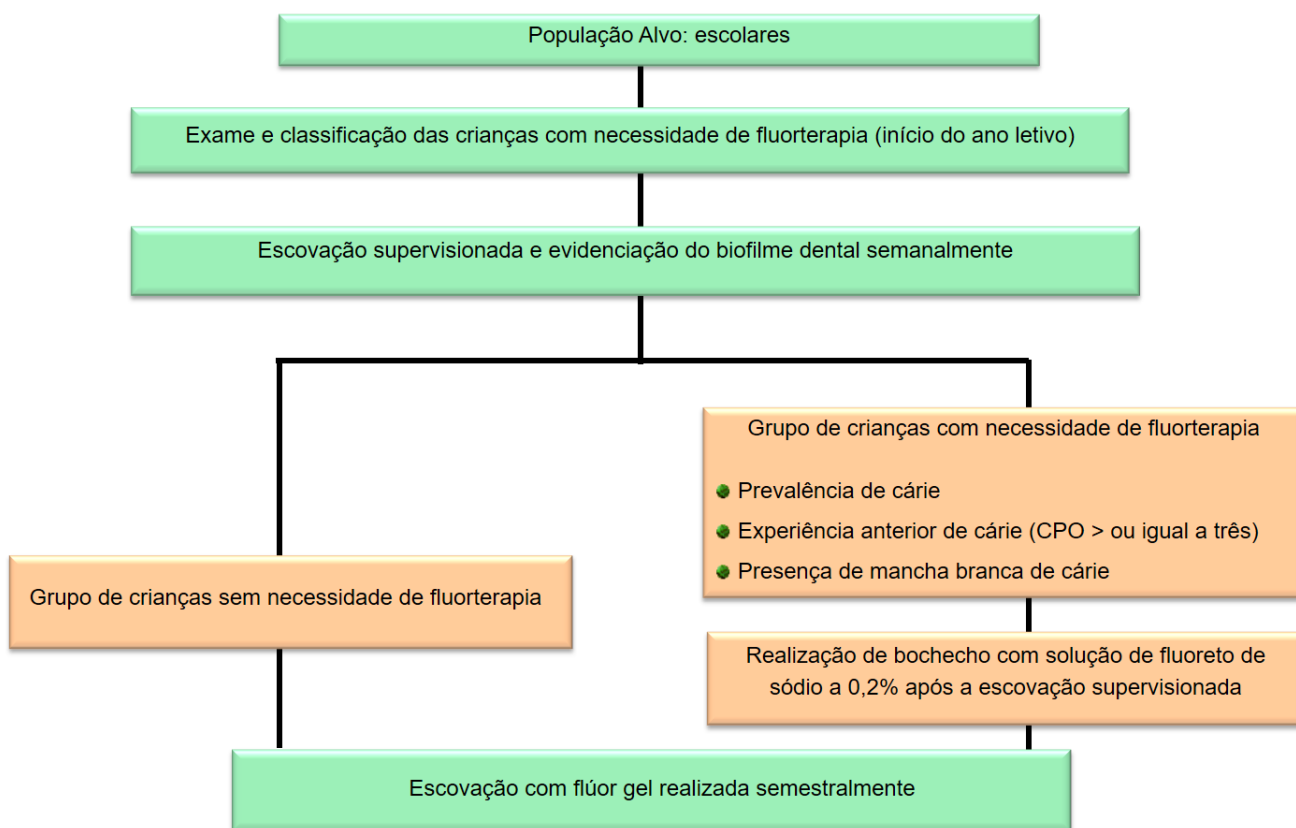 População Alvo: escolares
Exame e classificação das crianças com necessidade de fluorterapia (início do ano letivo)
Escovação supervisionada e evidenciação do biofilme dental semanalmente
Grupo de crianças com necessidade de fluorterapia
Prevalência de cárie
Experiência anterior de cárie (CPO > ou igual a três)
Presença de mancha branca de cárie
Grupo de crianças sem necessidade de fluorterapia
Realização de bochecho com solução de fluoreto de
sódio a 0,2% após a escovação supervisionada
Escovação com flúor gel realizada semestralmente